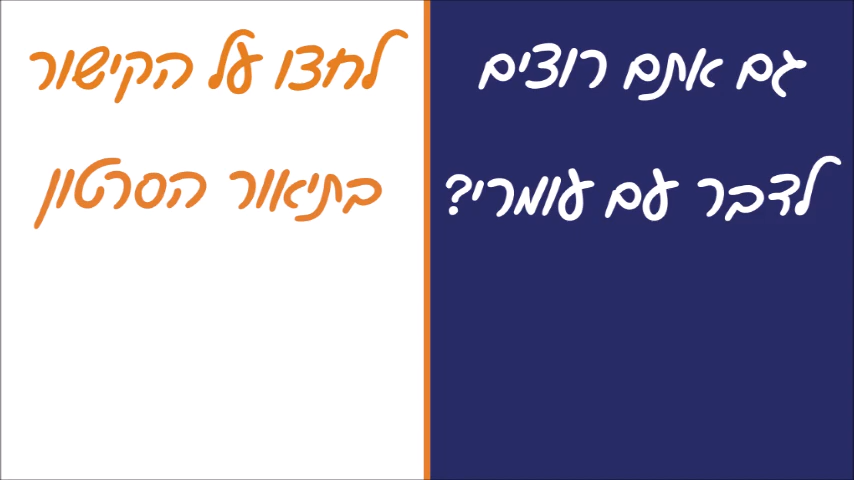 גם אתם רוצים
לדבר עם עומרי?
לחצו על הקישור
בתיאור הסרטון